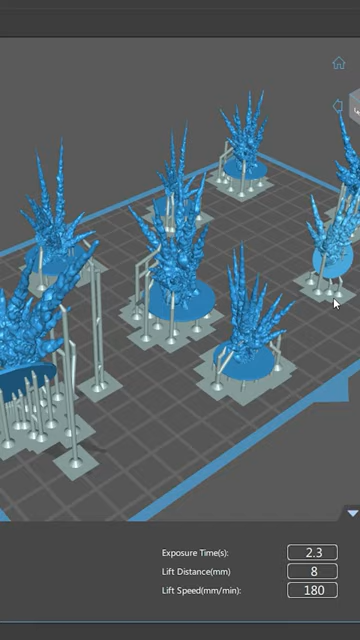 Exposure Time(s): 2.3
Lift Distance(mm) 8
Lift Speed(mm/min): 180